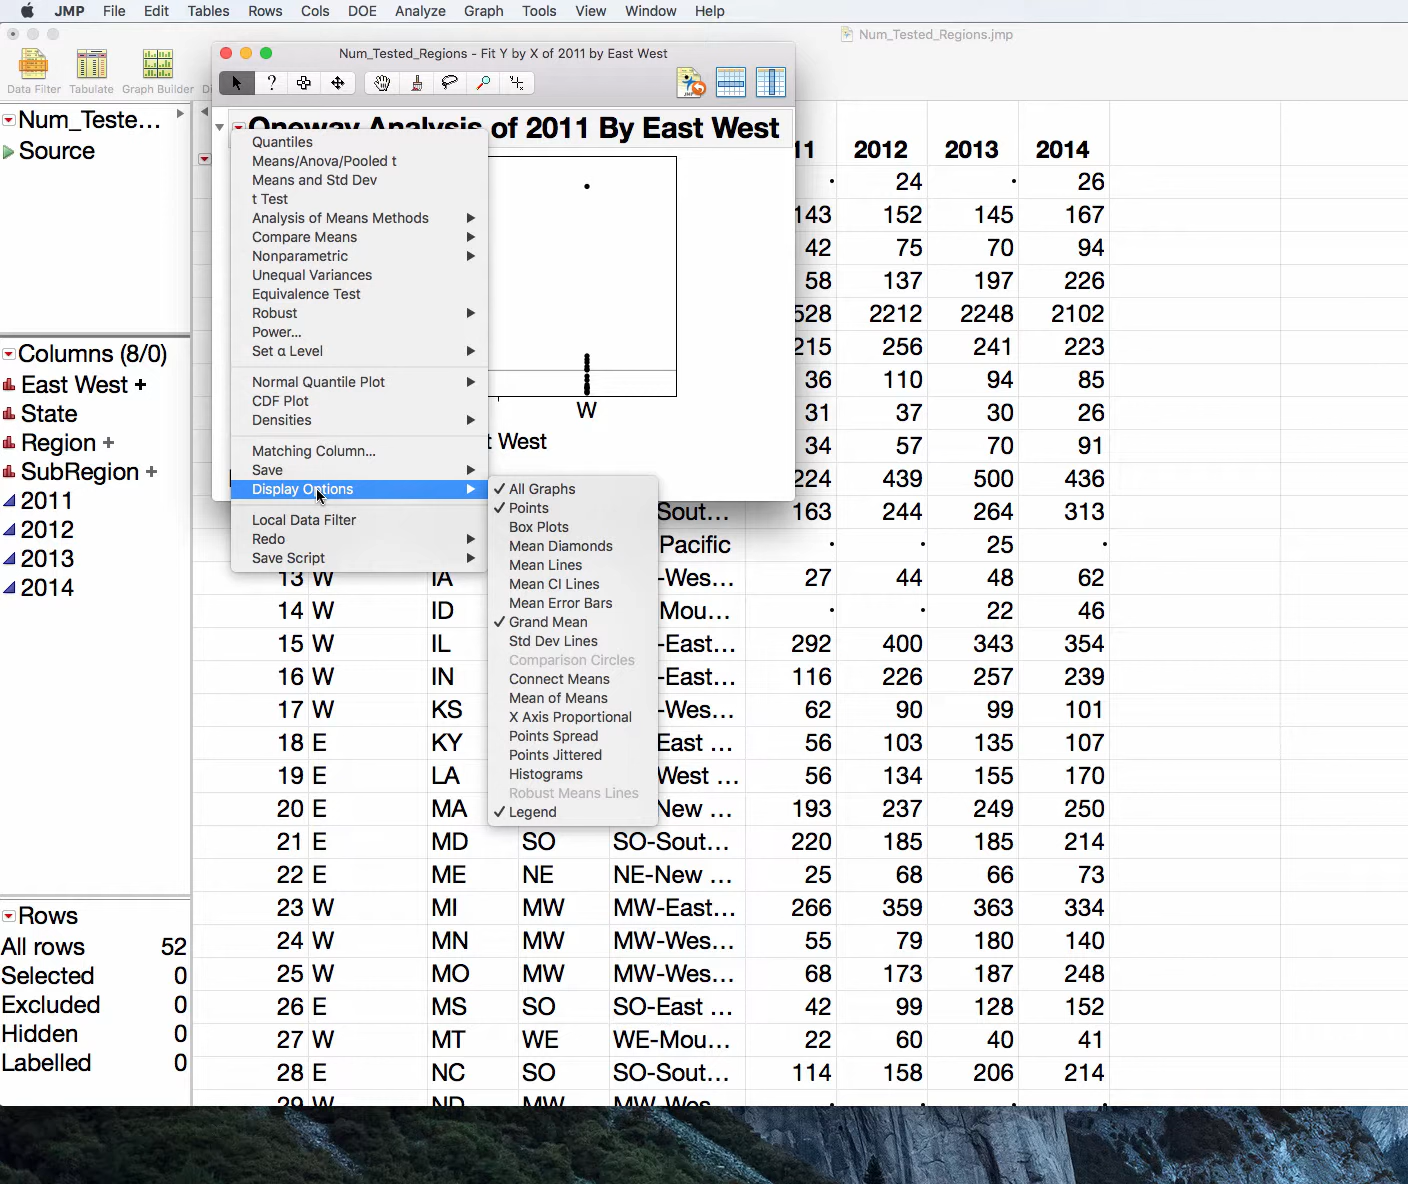 JMP File Edit Tables Rows Cols DOE Analyze Graph Tools View Window Help
Num_Tested_Regions.jmp
Data Filter Tabulate Graph Builder
Num_Tested_Regions - Fit Y by X of 2011 by East West
?
Num_Teste...
Source
Oneway Analysis of 2011 By East West
Quantiles
Means/Anova/Pooled t
Means and Std Dev
t Test
Analysis of Means Methods
Compare Means
Nonparametric
Unequal Variances
Equivalence Test
Robust
Power...
Set α Level
Normal Quantile Plot
CDF Plot
Densities
Matching Column...
Save
Display Options
Local Data Filter
Redo
Save Script
W
t West
✓ All Graphs
✓ Points
Box Plots
Mean Diamonds
Mean Lines
Mean CI Lines
Mean Error Bars
✓ Grand Mean
Std Dev Lines
Comparison Circles
Connect Means
Mean of Means
X Axis Proportional
Points Spread
Points Jittered
Histograms
Robust Means Lines
✓ Legend
Columns (8/0)
East West +
State
Region +
SubRegion +
2011
2012
2013
2014
Rows
All rows 52
Selected 0
Excluded 0
Hidden 0
Labelled 0
11 2012 2013 2014
• 24 • 26
143 152 145 167
42 75 70 94
58 137 197 226
528 2212 2248 2102
215 256 241 223
36 110 94 85
31 37 30 26
34 57 70 91
224 439 500 436
Sout... 163 244 264 313
Pacific • • 25 •
13 W IA -Wes... 27 44 48 62
14 W ID Mou... • • 22 46
15 W IL -East... 292 400 343 354
16 W IN -East... 116 226 257 239
17 W KS -Wes... 62 90 99 101
18 E KY East ... 56 103 135 107
19 E LA West ... 56 134 155 170
20 E MA New ... 193 237 249 250
21 E MD SO SO-Sout... 220 185 185 214
22 E ME NE NE-New ... 25 68 66 73
23 W MI MW MW-East... 266 359 363 334
24 W MN MW MW-Wes... 55 79 180 140
25 W MO MW MW-Wes... 68 173 187 248
26 E MS SO SO-East ... 42 99 128 152
27 W MT WE WE-Mou... 22 60 40 41
28 E NC SO SO-Sout... 114 158 206 214
29 W ND MW MW-Wes... • • • •